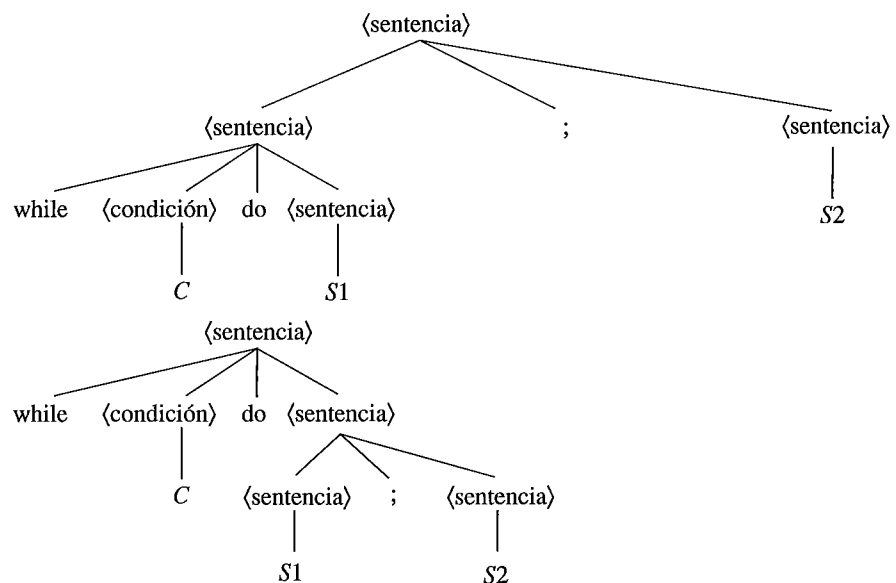 ⟨sentencia⟩
⟨sentencia⟩ ; ⟨sentencia⟩
while ⟨condición⟩ do ⟨sentencia⟩ S2
C S1
⟨sentencia⟩
while ⟨condición⟩ do ⟨sentencia⟩
C ⟨sentencia⟩ ; ⟨sentencia⟩
S1 S2